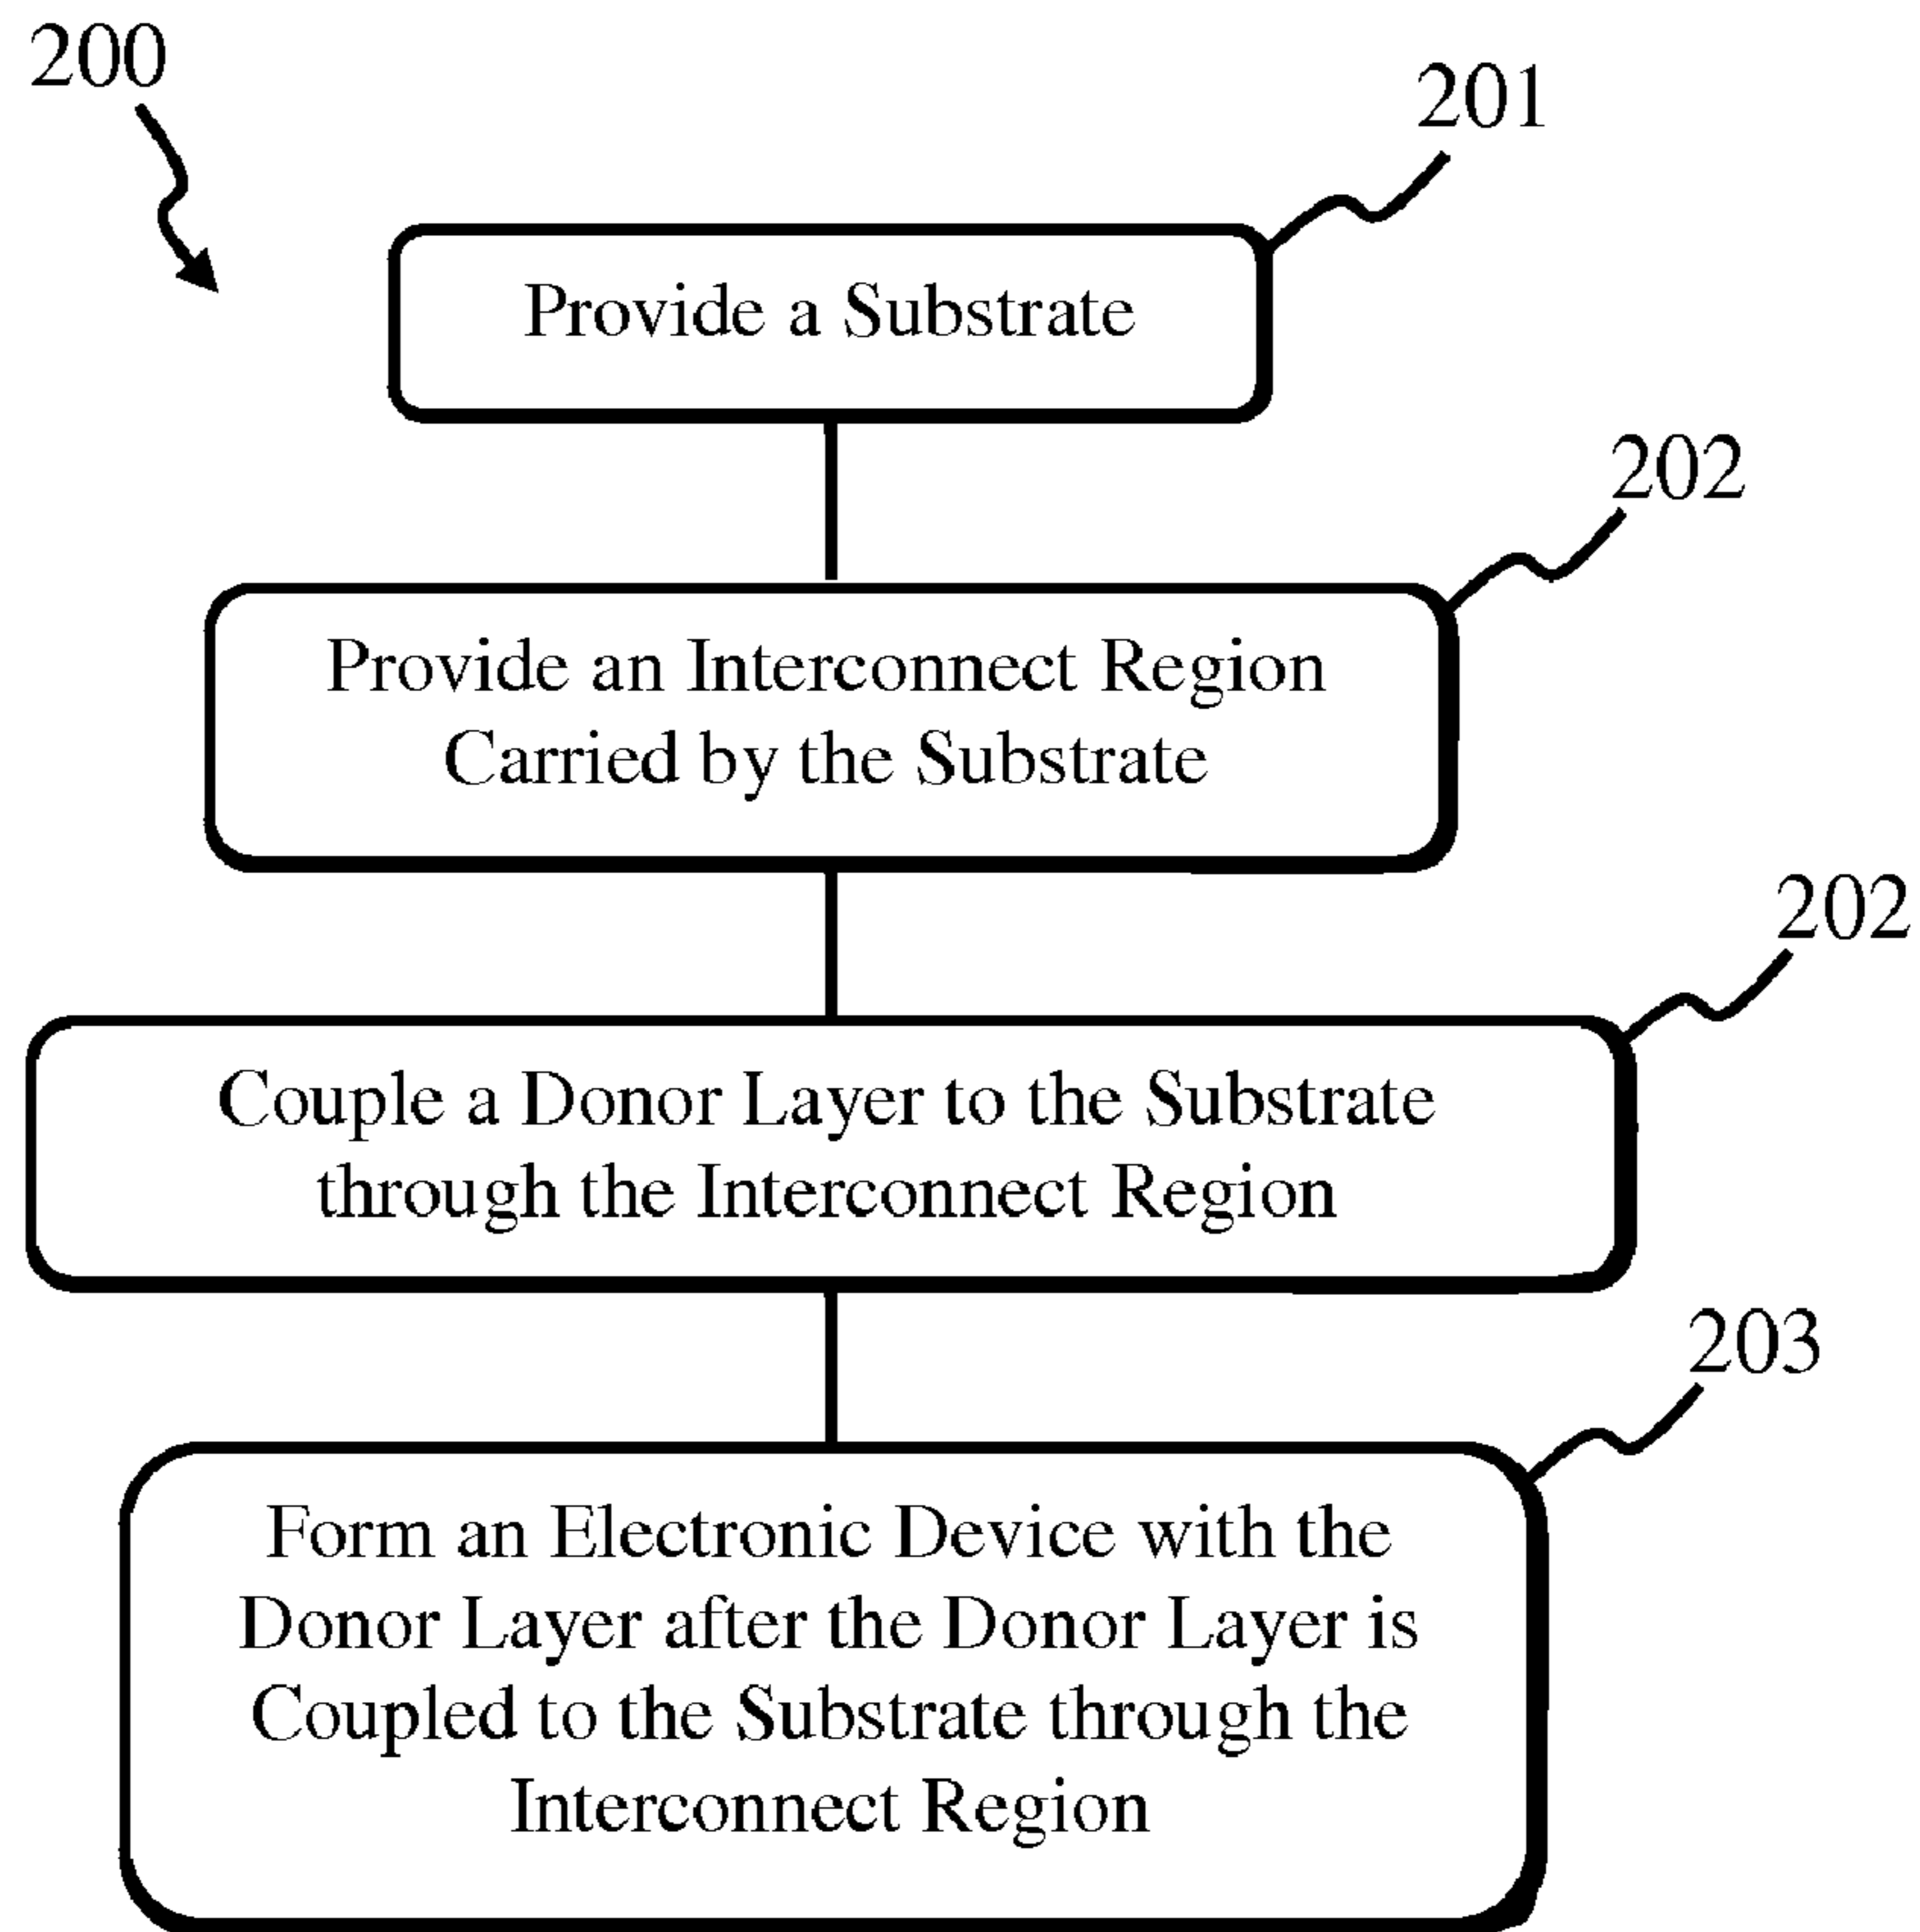 200
201
Provide a Substrate
202
Provide an Interconnect Region
Carried by the Substrate
202
Couple a Donor Layer to the Substrate
through the Interconnect Region
203
Form an Electronic Device with the
Donor Layer after the Donor Layer is
Coupled to the Substrate through the
Interconnect Region